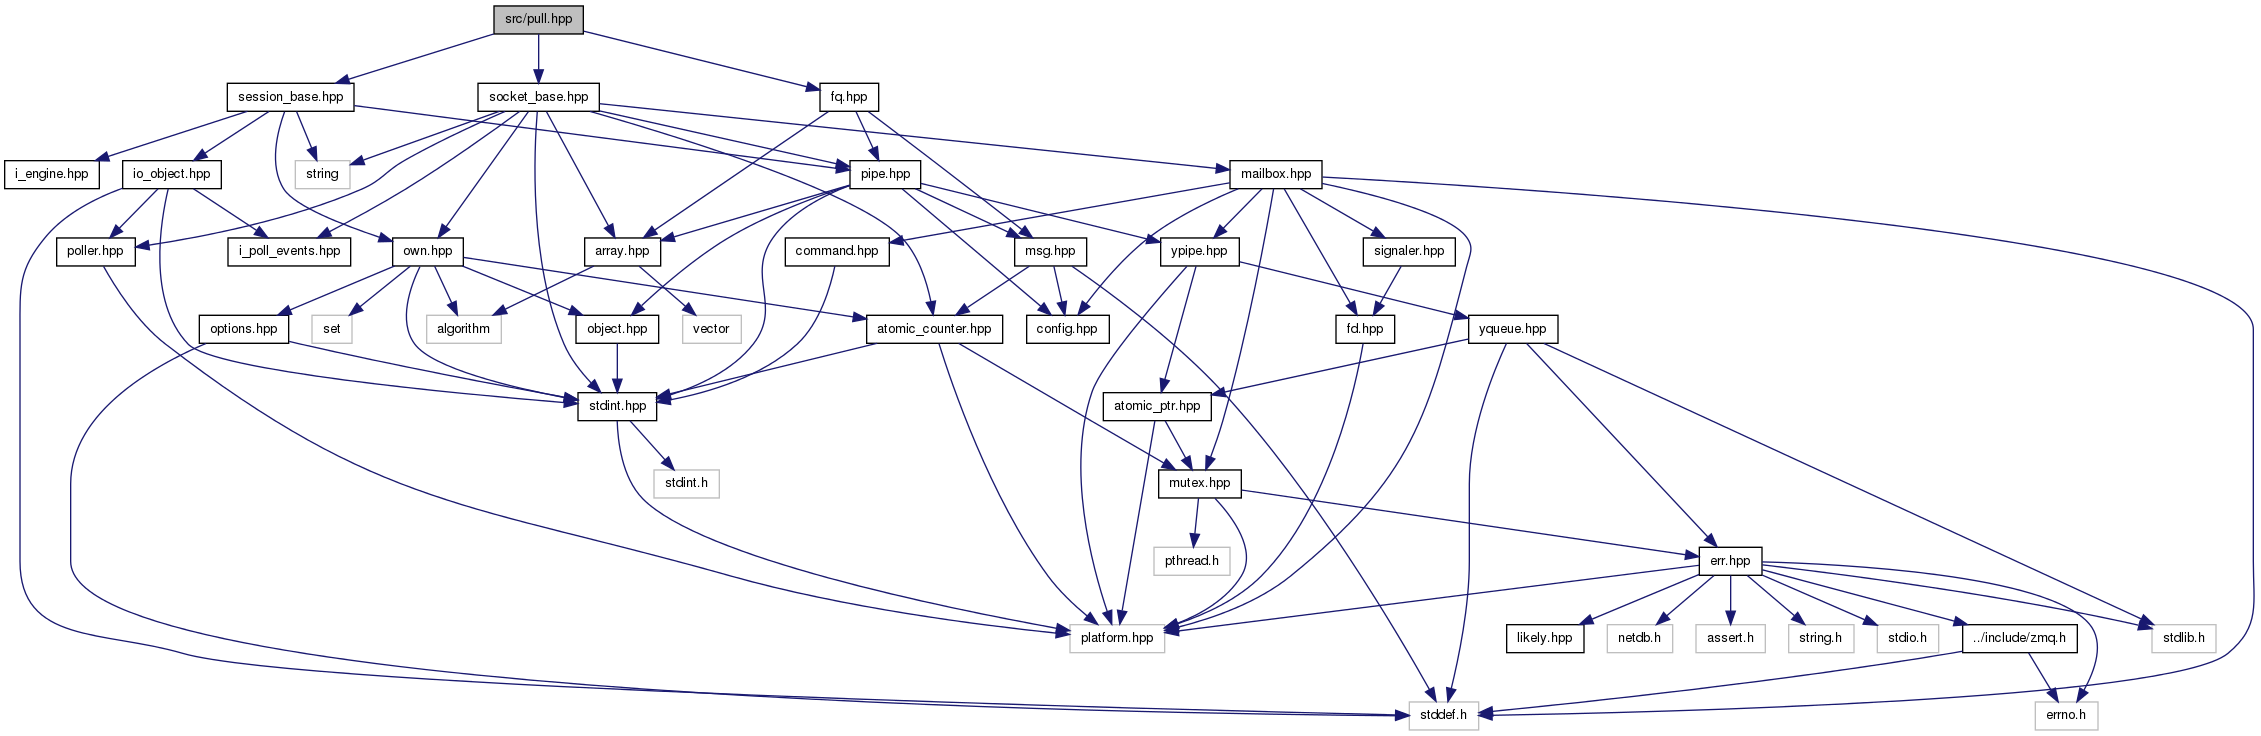 src/pull.hpp
session_base.hpp
socket_base.hpp
fq.hpp
i_engine.hpp
io_object.hpp
string
pipe.hpp
mailbox.hpp
poller.hpp
i_poll_events.hpp
own.hpp
array.hpp
command.hpp
msg.hpp
ypipe.hpp
signaler.hpp
options.hpp
set
algorithm
object.hpp
vector
atomic_counter.hpp
config.hpp
fd.hpp
yqueue.hpp
stdint.hpp
atomic_ptr.hpp
stdint.h
mutex.hpp
pthread.h
err.hpp
platform.hpp
likely.hpp
netdb.h
assert.h
string.h
stdio.h
../include/zmq.h
stdlib.h
stddef.h
errno.h